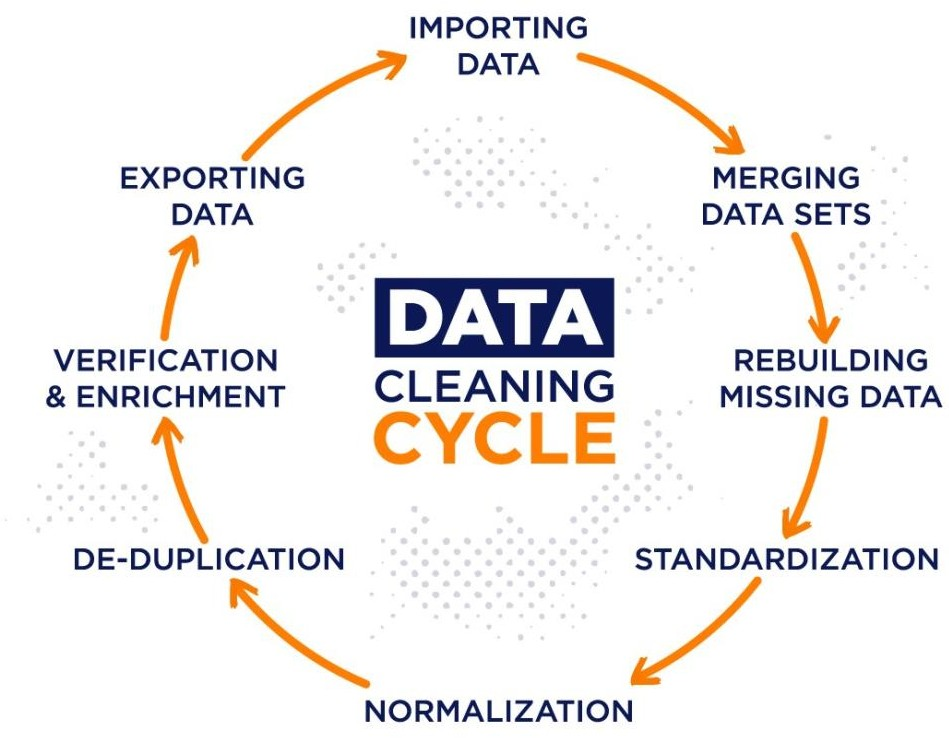 IMPORTING
DATA
MERGING
DATA SETS
REBUILDING
MISSING DATA
STANDARDIZATION
NORMALIZATION
DE-DUPLICATION
VERIFICATION
& ENRICHMENT
EXPORTING
DATA
DATA
CLEANING
CYCLE